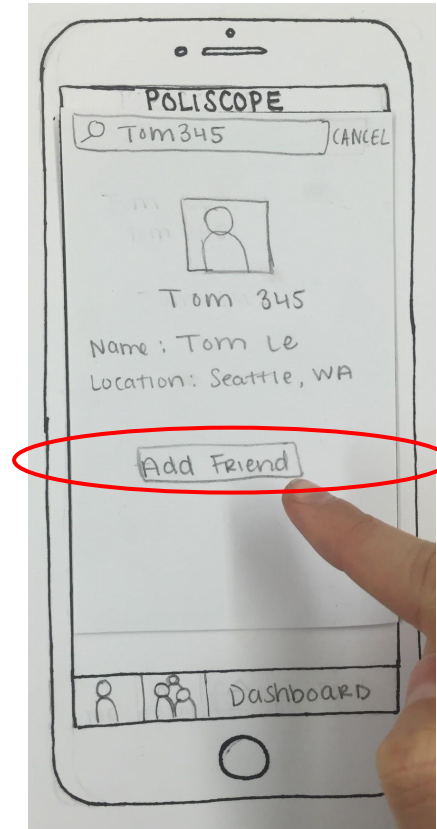 POLISCOPE
Tom345 CANCEL
Tom 345
Name: Tom Le
Location: Seattle, WA
Add Friend
Dashboard